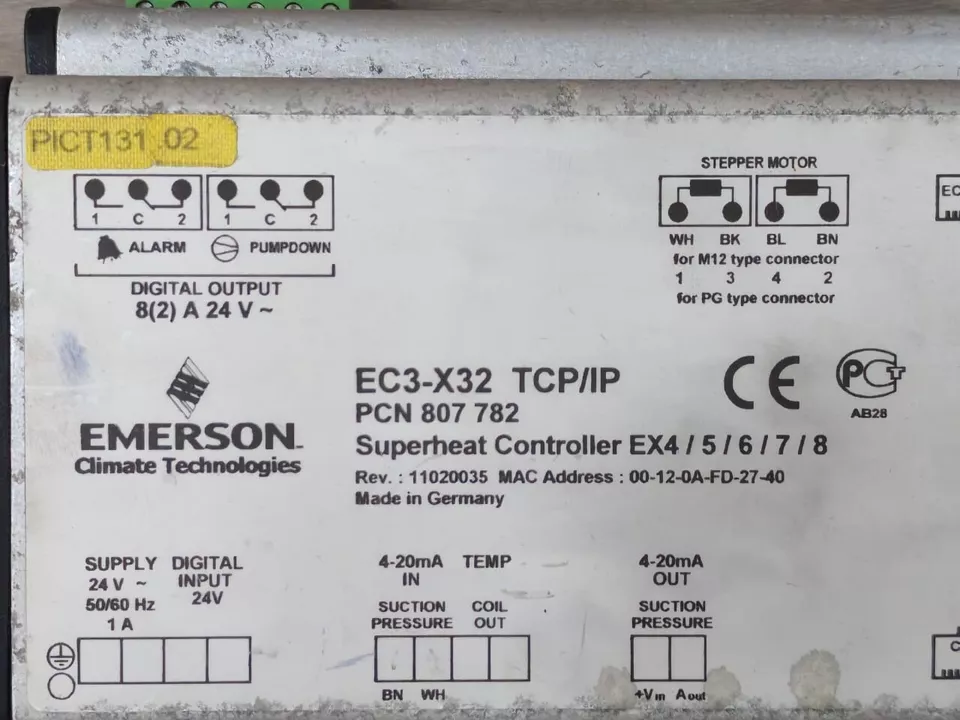 PICT131.02
STEPPER MOTOR
1 C 2 1 C 2
ALARM PUMPDOWN
DIGITAL OUTPUT
8(2) A 24 V ~
WH BK BL BN
for M12 type connector
1 3 4 2
for PG type connector
EC
EMERSON
Climate Technologies
EC3-X32 TCP/IP
PCN 807 782
Superheat Controller EX4 / 5 / 6 / 7 / 8
Rev. : 11020035 MAC Address : 00-12-0A-FD-27-40
Made in Germany
CE
PCT
AB28
SUPPLY
24 V ~
50/60 Hz
1 A
DIGITAL
INPUT
24V
4-20mA
IN
TEMP
SUCTION
PRESSURE
COIL
OUT
BN WH
4-20mA
OUT
SUCTION
PRESSURE
+Vin Aout
C